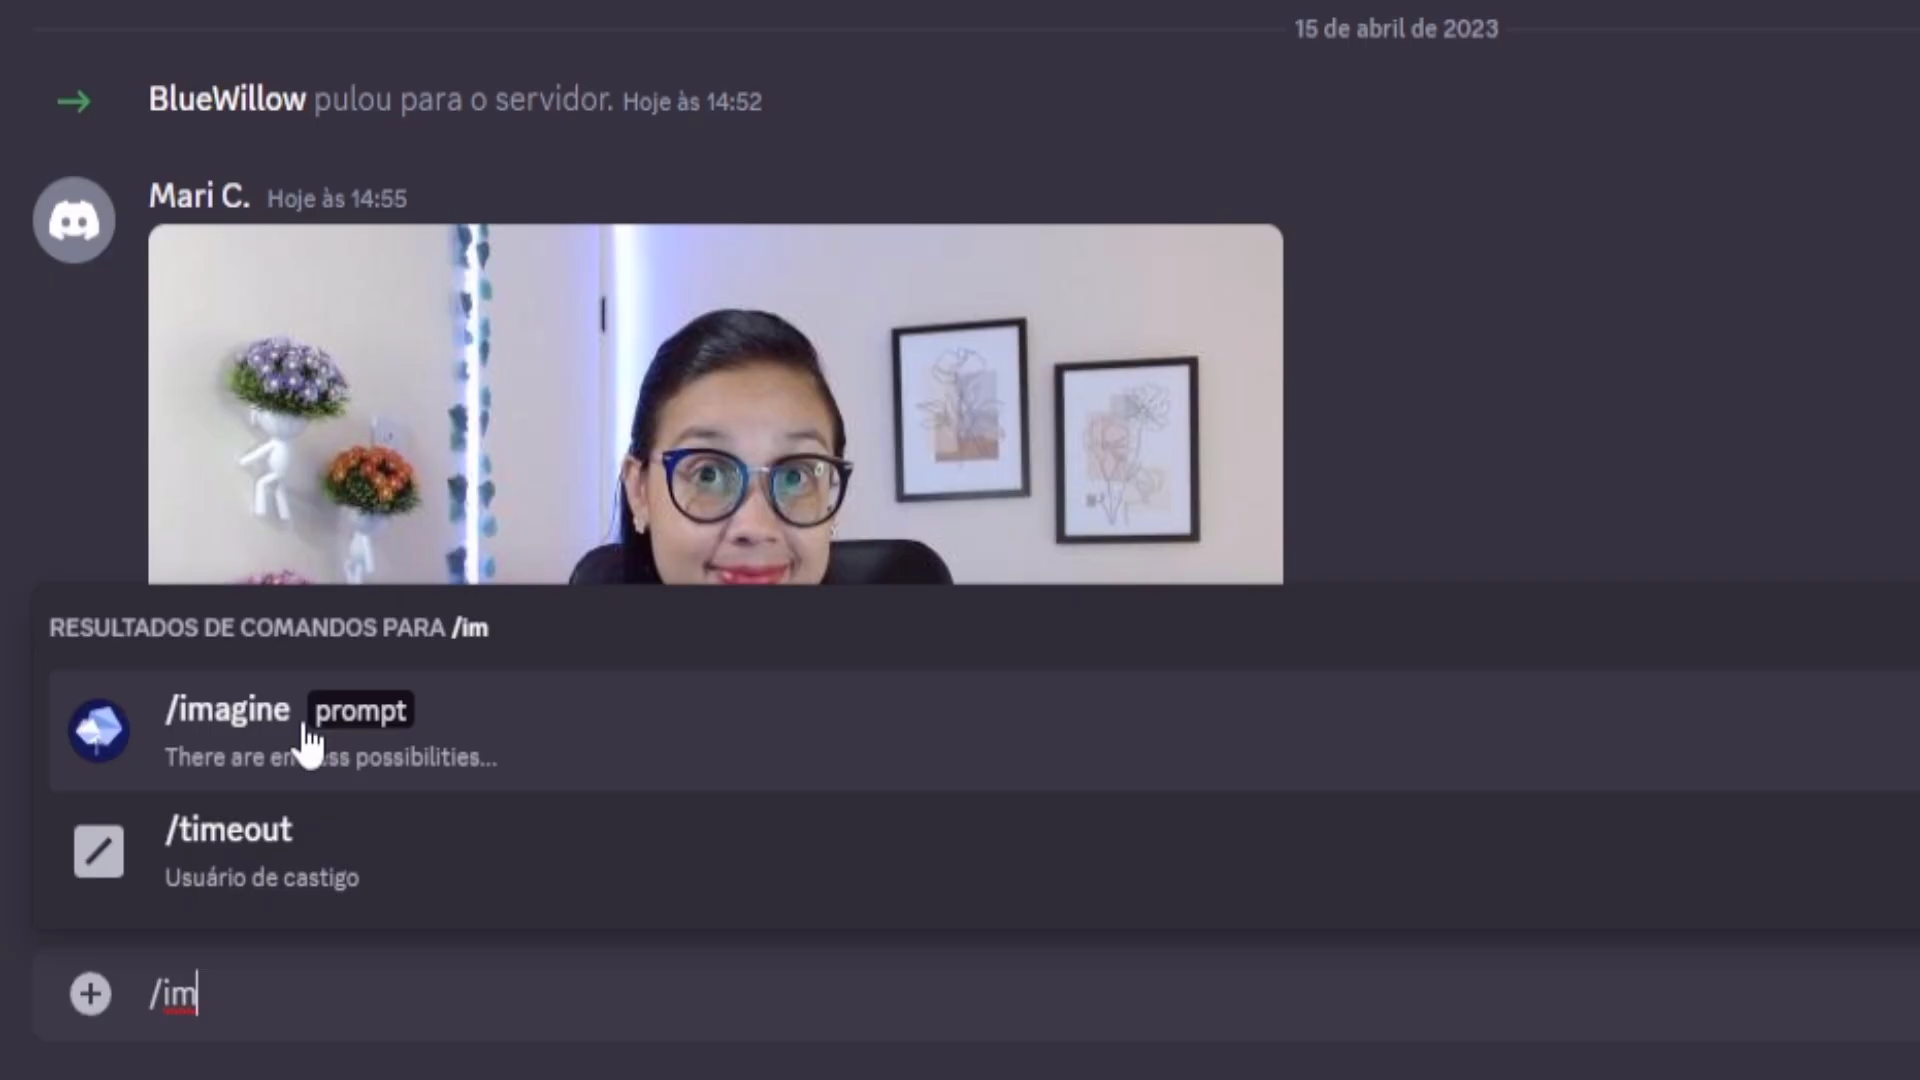 15 de abril de 2023
BlueWillow pulou para o servidor. Hoje às 14:52
Mari C. Hoje às 14:55
RESULTADOS DE COMANDOS PARA /im
/imagine prompt
There are possibilities...
/timeout
Usuário de castigo
/im